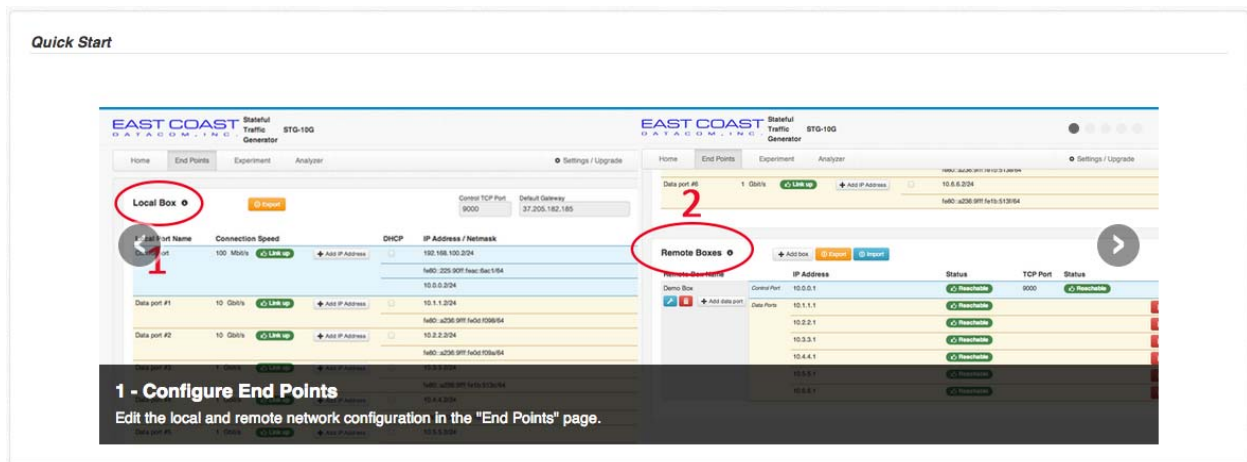 Quick Start
EAST COAST
DATACOM, INC.
Stateful
Traffic
Generator
STG-10G
Home End Points Experiment Analyzer Settings / Upgrade
Local Box Export
Control TCP Port Default Gateway
9000 37.205.182.185
1
Local Port Name Connection Speed DHCP IP Address / Netmask
Control port 100 Mbit/s Link up Add IP Address 192.168.100.2/24
10.0.0.2/24
Data port #1 10 Gbit/s Link up Add IP Address 10.1.1.2/24
Data port #2 10 Gbit/s Link up Add IP Address 10.2.2.2/24
EAST COAST
DATACOM, INC.
Stateful
Traffic
Generator
STG-10G
Home End Points Experiment Analyzer Settings / Upgrade
Data port #6 1 Gbit/s Link up Add IP Address 10.6.6.2/24
2
Remote Boxes Add box Export Import
Remote Box Name IP Address Status TCP Port Status
Demo Box Control Port 10.0.0.1 Reachable 9000 Reachable
Add data port Data Ports 10.1.1.1 Reachable
10.2.2.1 Reachable
10.3.3.1 Reachable
10.4.4.1 Reachable
1 - Configure End Points
Edit the local and remote network configuration in the "End Points" page.